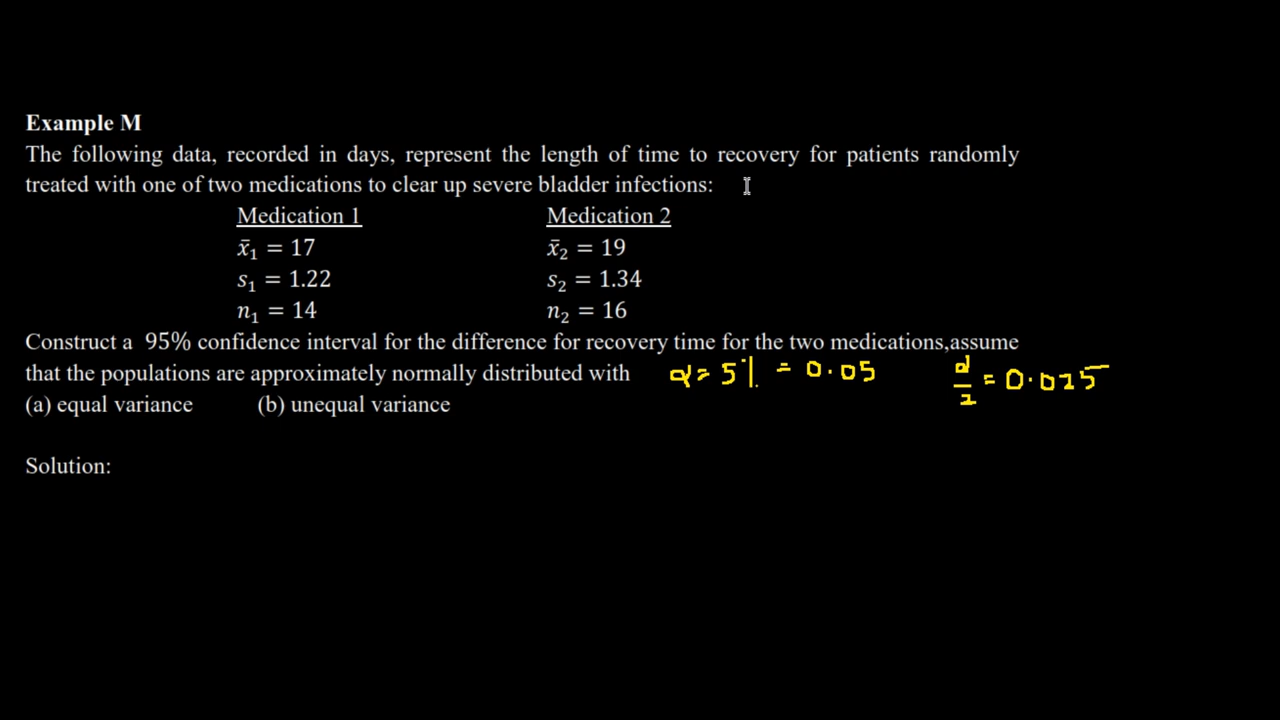 Example M
The following data, recorded in days, represent the length of time to recovery for patients randomly
treated with one of two medications to clear up severe bladder infections:
Medication 1 Medication 2
x̄₁ = 17 x̄₂ = 19
s₁ = 1.22 s₂ = 1.34
n₁ = 14 n₂ = 16
Construct a 95% confidence interval for the difference for recovery time for the two medications,assume
that the populations are approximately normally distributed with α = 5% = 0.05 α/2 = 0.025
(a) equal variance (b) unequal variance
Solution: